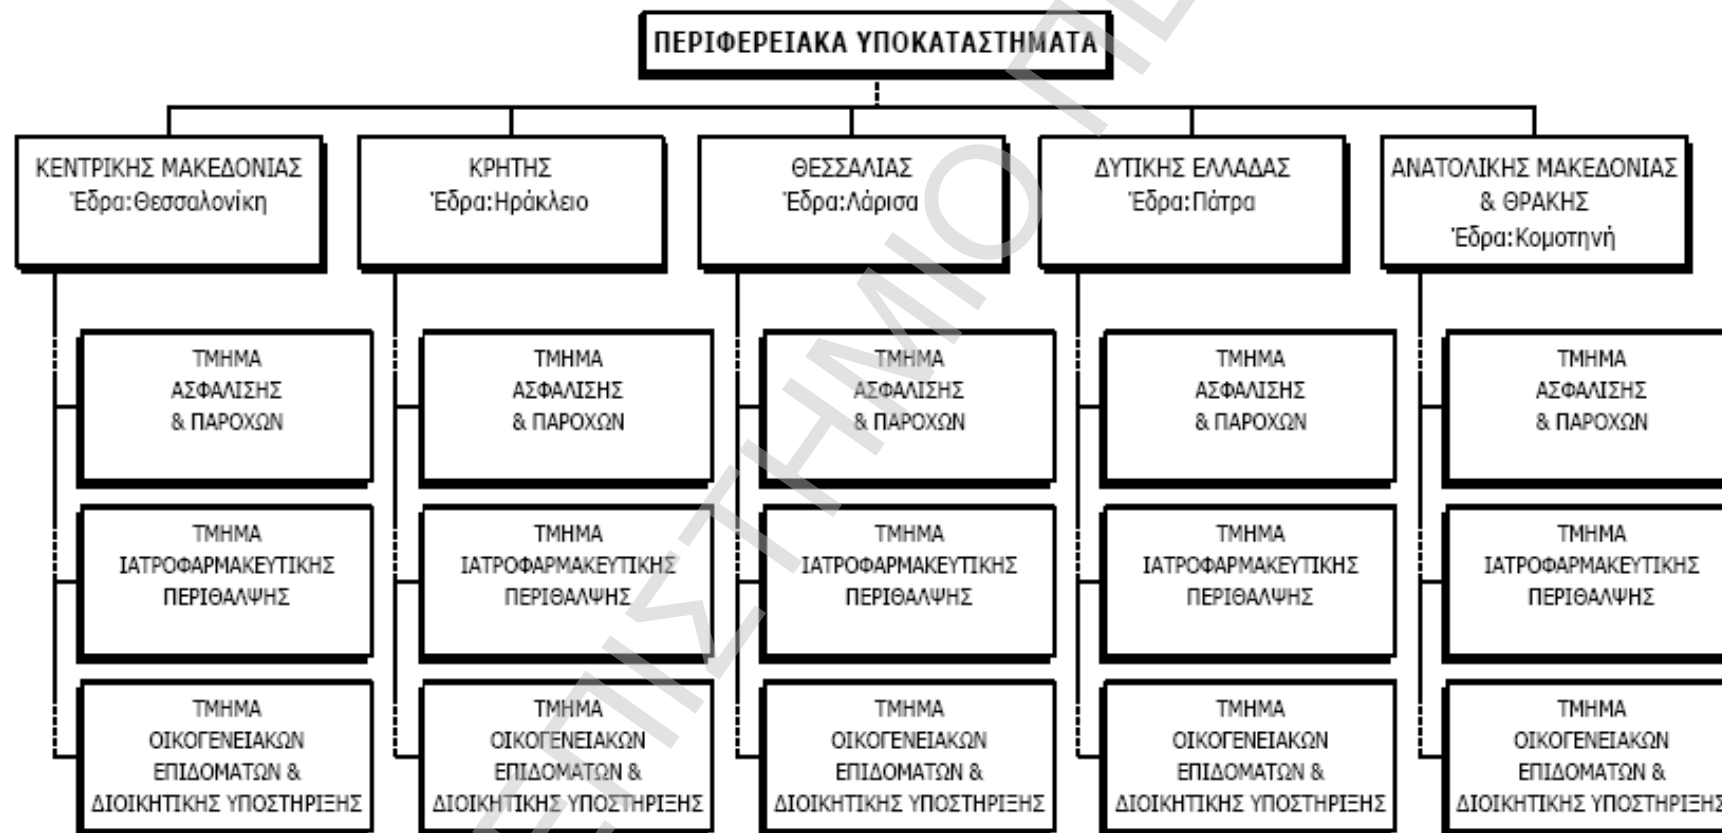 ΠΕΡΙΦΕΡΕΙΑΚΑ ΥΠΟΚΑΤΑΣΤΗΜΑΤΑ
ΚΕΝΤΡΙΚΗΣ ΜΑΚΕΔΟΝΙΑΣ
Έδρα:Θεσσαλονίκη
ΚΡΗΤΗΣ
Έδρα:Ηράκλειο
ΘΕΣΣΑΛΙΑΣ
Έδρα:Λάρισα
ΔΥΤΙΚΗΣ ΕΛΛΑΔΑΣ
Έδρα:Πάτρα
ΑΝΑΤΟΛΙΚΗΣ ΜΑΚΕΔΟΝΙΑΣ
& ΘΡΑΚΗΣ
Έδρα:Κομοτηνή
ΤΜΗΜΑ
ΑΣΦΑΛΙΣΗΣ
& ΠΑΡΟΧΩΝ
ΤΜΗΜΑ
ΑΣΦΑΛΙΣΗΣ
& ΠΑΡΟΧΩΝ
ΤΜΗΜΑ
ΑΣΦΑΛΙΣΗΣ
& ΠΑΡΟΧΩΝ
ΤΜΗΜΑ
ΑΣΦΑΛΙΣΗΣ
& ΠΑΡΟΧΩΝ
ΤΜΗΜΑ
ΑΣΦΑΛΙΣΗΣ
& ΠΑΡΟΧΩΝ
ΤΜΗΜΑ
ΙΑΤΡΟΦΑΡΜΑΚΕΥΤΙΚΗΣ
ΠΕΡΙΘΑΛΨΗΣ
ΤΜΗΜΑ
ΙΑΤΡΟΦΑΡΜΑΚΕΥΤΙΚΗΣ
ΠΕΡΙΘΑΛΨΗΣ
ΤΜΗΜΑ
ΙΑΤΡΟΦΑΡΜΑΚΕΥΤΙΚΗΣ
ΠΕΡΙΘΑΛΨΗΣ
ΤΜΗΜΑ
ΙΑΤΡΟΦΑΡΜΑΚΕΥΤΙΚΗΣ
ΠΕΡΙΘΑΛΨΗΣ
ΤΜΗΜΑ
ΙΑΤΡΟΦΑΡΜΑΚΕΥΤΙΚΗΣ
ΠΕΡΙΘΑΛΨΗΣ
ΤΜΗΜΑ
ΟΙΚΟΓΕΝΕΙΑΚΩΝ
ΕΠΙΔΟΜΑΤΩΝ &
ΔΙΟΙΚΗΤΙΚΗΣ ΥΠΟΣΤΗΡΙΞΗΣ
ΤΜΗΜΑ
ΟΙΚΟΓΕΝΕΙΑΚΩΝ
ΕΠΙΔΟΜΑΤΩΝ &
ΔΙΟΙΚΗΤΙΚΗΣ ΥΠΟΣΤΗΡΙΞΗΣ
ΤΜΗΜΑ
ΟΙΚΟΓΕΝΕΙΑΚΩΝ
ΕΠΙΔΟΜΑΤΩΝ &
ΔΙΟΙΚΗΤΙΚΗΣ ΥΠΟΣΤΗΡΙΞΗΣ
ΤΜΗΜΑ
ΟΙΚΟΓΕΝΕΙΑΚΩΝ
ΕΠΙΔΟΜΑΤΩΝ &
ΔΙΟΙΚΗΤΙΚΗΣ ΥΠΟΣΤΗΡΙΞΗΣ
ΤΜΗΜΑ
ΟΙΚΟΓΕΝΕΙΑΚΩΝ
ΕΠΙΔΟΜΑΤΩΝ &
ΔΙΟΙΚΗΤΙΚΗΣ ΥΠΟΣΤΗΡΙΞΗΣ